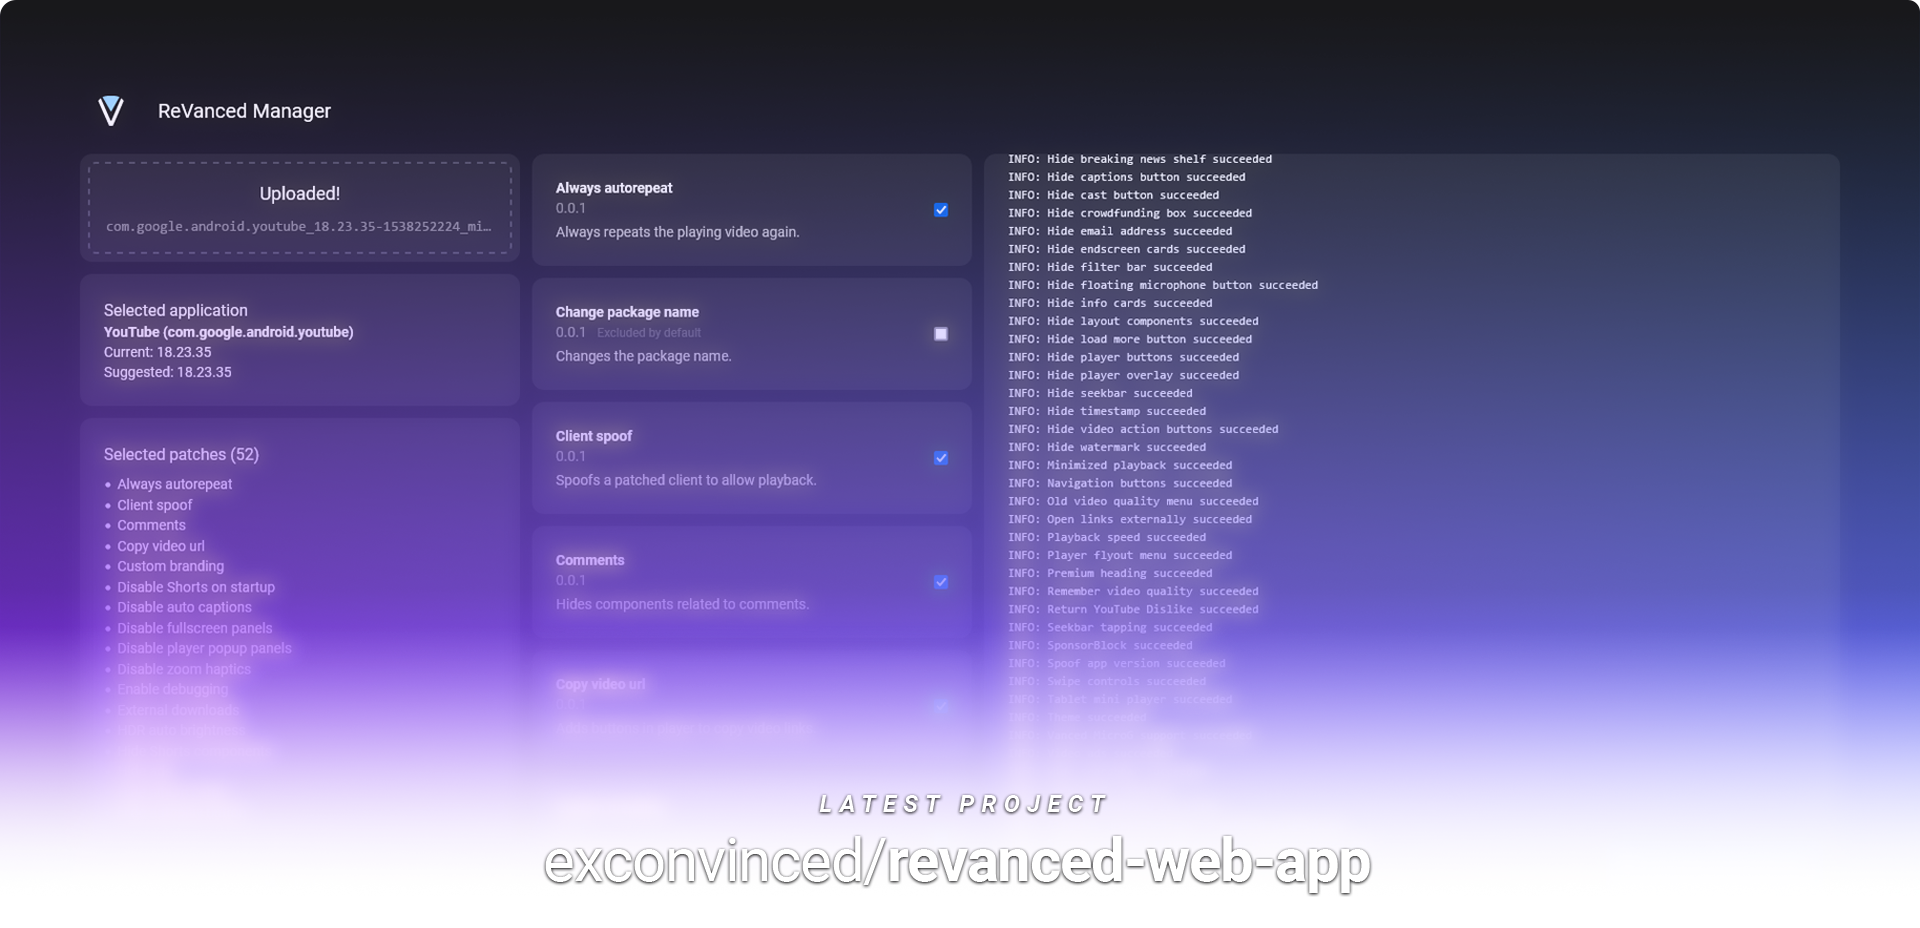 ReVanced Manager
Uploaded!
com.google.android.youtube_18.23.35-1538252224_mi…
Selected application
YouTube (com.google.android.youtube)
Current: 18.23.35
Suggested: 18.23.35
Selected patches (52)
• Always autorepeat
• Client spoof
• Comments
• Copy video url
• Custom branding
• Disable Shorts on startup
• Disable auto captions
• Disable fullscreen panels
• Disable player popup panels
• Disable zoom haptics
• Enable debugging
• External downloads
• HDR auto brightness
Always autorepeat
0.0.1
Always repeats the playing video again.
Change package name
0.0.1 Excluded by default
Changes the package name.
Client spoof
0.0.1
Spoofs a patched client to allow playback.
Comments
0.0.1
Hides components related to comments.
Copy video url
0.0.1
INFO: Hide breaking news shelf succeeded
INFO: Hide captions button succeeded
INFO: Hide cast button succeeded
INFO: Hide crowdfunding box succeeded
INFO: Hide email address succeeded
INFO: Hide endscreen cards succeeded
INFO: Hide filter bar succeeded
INFO: Hide floating microphone button succeeded
INFO: Hide info cards succeeded
INFO: Hide layout components succeeded
INFO: Hide load more button succeeded
INFO: Hide player buttons succeeded
INFO: Hide player overlay succeeded
INFO: Hide seekbar succeeded
INFO: Hide timestamp succeeded
INFO: Hide video action buttons succeeded
INFO: Hide watermark succeeded
INFO: Minimized playback succeeded
INFO: Navigation buttons succeeded
INFO: Old video quality menu succeeded
INFO: Open links externally succeeded
INFO: Playback speed succeeded
INFO: Player flyout menu succeeded
INFO: Premium heading succeeded
INFO: Remember video quality succeeded
INFO: Return YouTube Dislike succeeded
INFO: Seekbar tapping succeeded
INFO: SponsorBlock succeeded
INFO: Spoof app version succeeded
INFO: Swipe controls succeeded
INFO: Tablet mini player succeeded
INFO: Theme succeeded
LATEST PROJECT
exconvinced/revanced-web-app